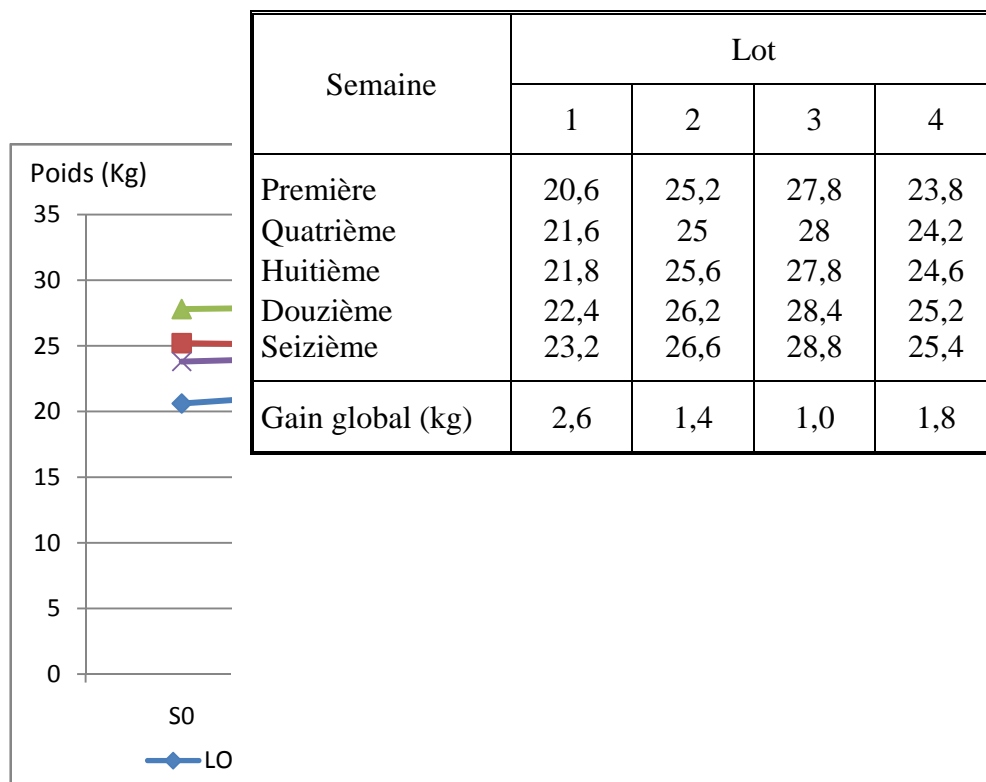 Semaine
Lot
1 2 3 4
Première 20,6 25,2 27,8 23,8
Quatrième 21,6 25 28 24,2
Huitième 21,8 25,6 27,8 24,6
Douzième 22,4 26,2 28,4 25,2
Seizième 23,2 26,6 28,8 25,4
Gain global (kg) 2,6 1,4 1,0 1,8
Poids (Kg)
35
30
25
20
15
10
5
0
S0
LO